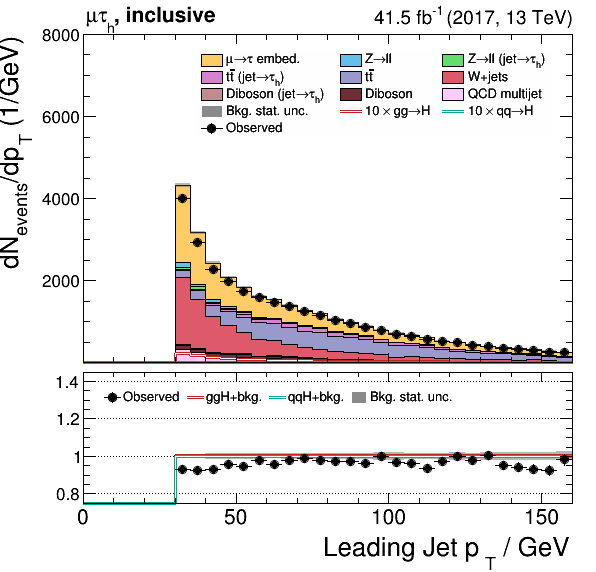 μτh, inclusive
41.5 fb-1 (2017, 13 TeV)
dNevents/dpT (1/GeV)
8000
6000
4000
2000
μ→τ embed.
Z→ll
Z→ll (jet→τh)
tt̄ (jet→τh)
tt̄
W+jets
Diboson (jet→τh)
Diboson
QCD multijet
Bkg. stat. unc.
10 × gg→H
10 × qq→H
Observed
1.4
1.2
1
0.8
Observed
ggH+bkg.
qqH+bkg.
Bkg. stat. unc.
0
50
100
150
Leading Jet pT / GeV